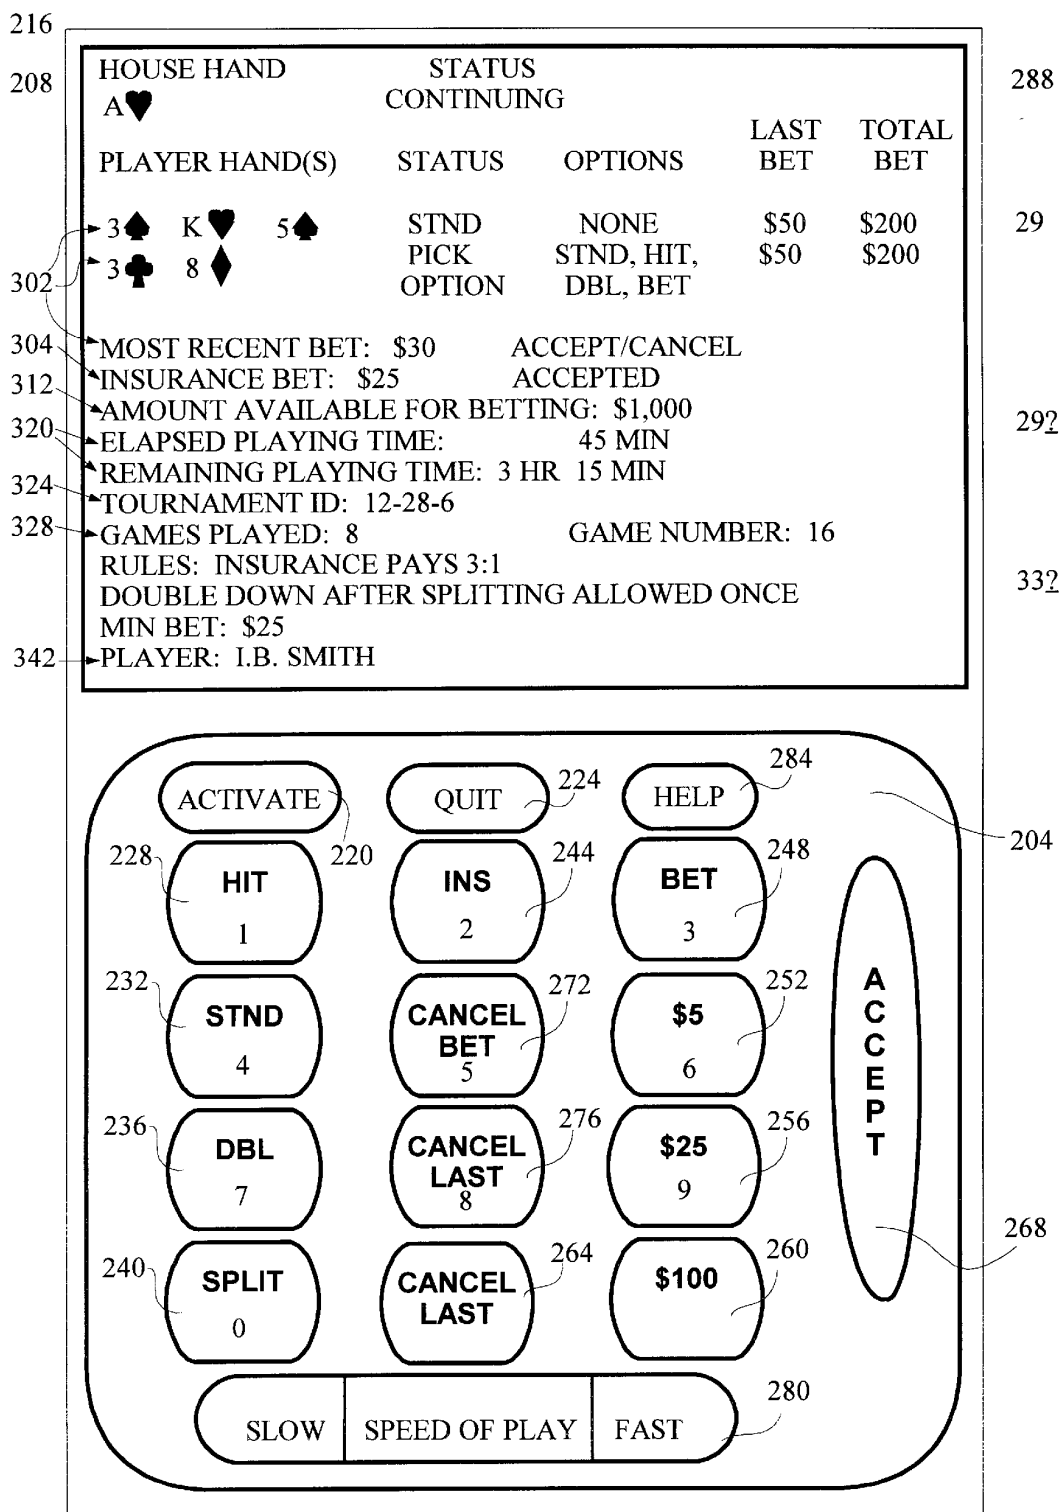 216
208 HOUSE HAND STATUS 288
A♥ CONTINUING
LAST TOTAL
PLAYER HAND(S) STATUS OPTIONS BET BET
3♠ K♥ 5♠ STND NONE $50 $200 29
3♣ 8♦ PICK STND, HIT, $50 $200
302 OPTION DBL, BET
304 MOST RECENT BET: $30 ACCEPT/CANCEL
INSURANCE BET: $25 ACCEPTED
312 AMOUNT AVAILABLE FOR BETTING: $1,000 29?
320 ELAPSED PLAYING TIME: 45 MIN
REMAINING PLAYING TIME: 3 HR 15 MIN
324 TOURNAMENT ID: 12-28-6
328 GAMES PLAYED: 8 GAME NUMBER: 16
RULES: INSURANCE PAYS 3:1
DOUBLE DOWN AFTER SPLITTING ALLOWED ONCE 33?
MIN BET: $25
342 PLAYER: I.B. SMITH
284
ACTIVATE QUIT 224 HELP
204
228 220 244 248
HIT INS BET
1 2 3
232 272 252
STND CANCEL $5
BET
4 5 6
236 276 256
DBL CANCEL $25
LAST
7 8 9
ACCEPT
268
240 264 260
SPLIT CANCEL $100
LAST
0
280
SLOW SPEED OF PLAY FAST